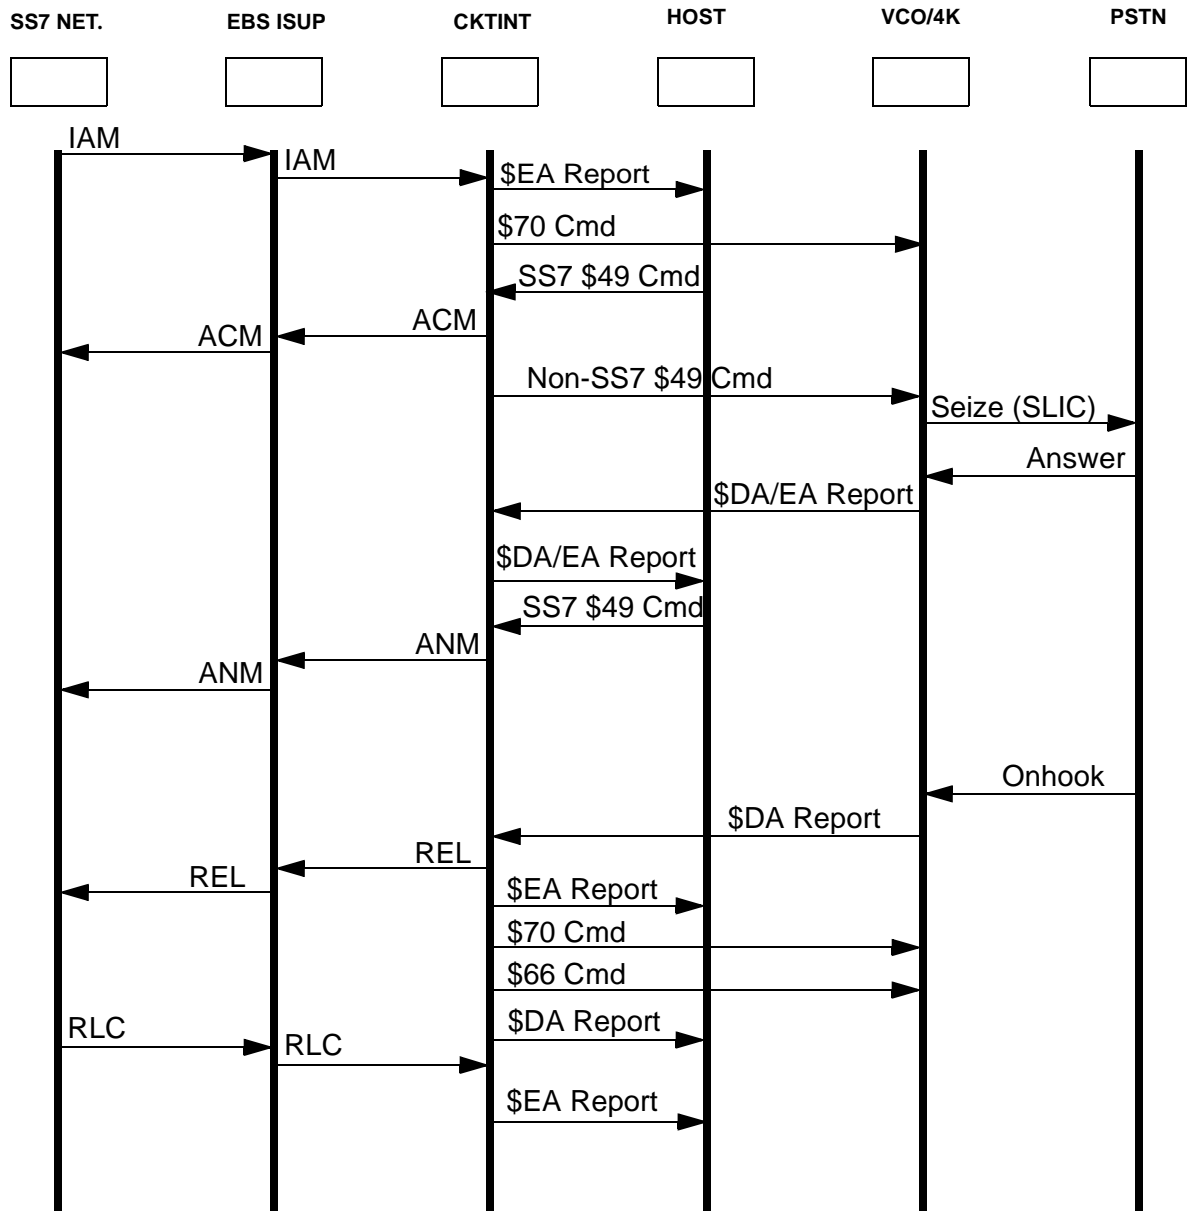 SS7 NET. EBS ISUP CKTINT HOST VCO/4K PSTN
IAM
IAM
$EA Report
$70 Cmd
SS7 $49 Cmd
ACM
ACM
Non-SS7 $49 Cmd
Seize (SLIC)
Answer
$DA/EA Report
$DA/EA Report
SS7 $49 Cmd
ANM
ANM
Onhook
$DA Report
REL
REL
$EA Report
$70 Cmd
$66 Cmd
$DA Report
RLC
RLC
$EA Report